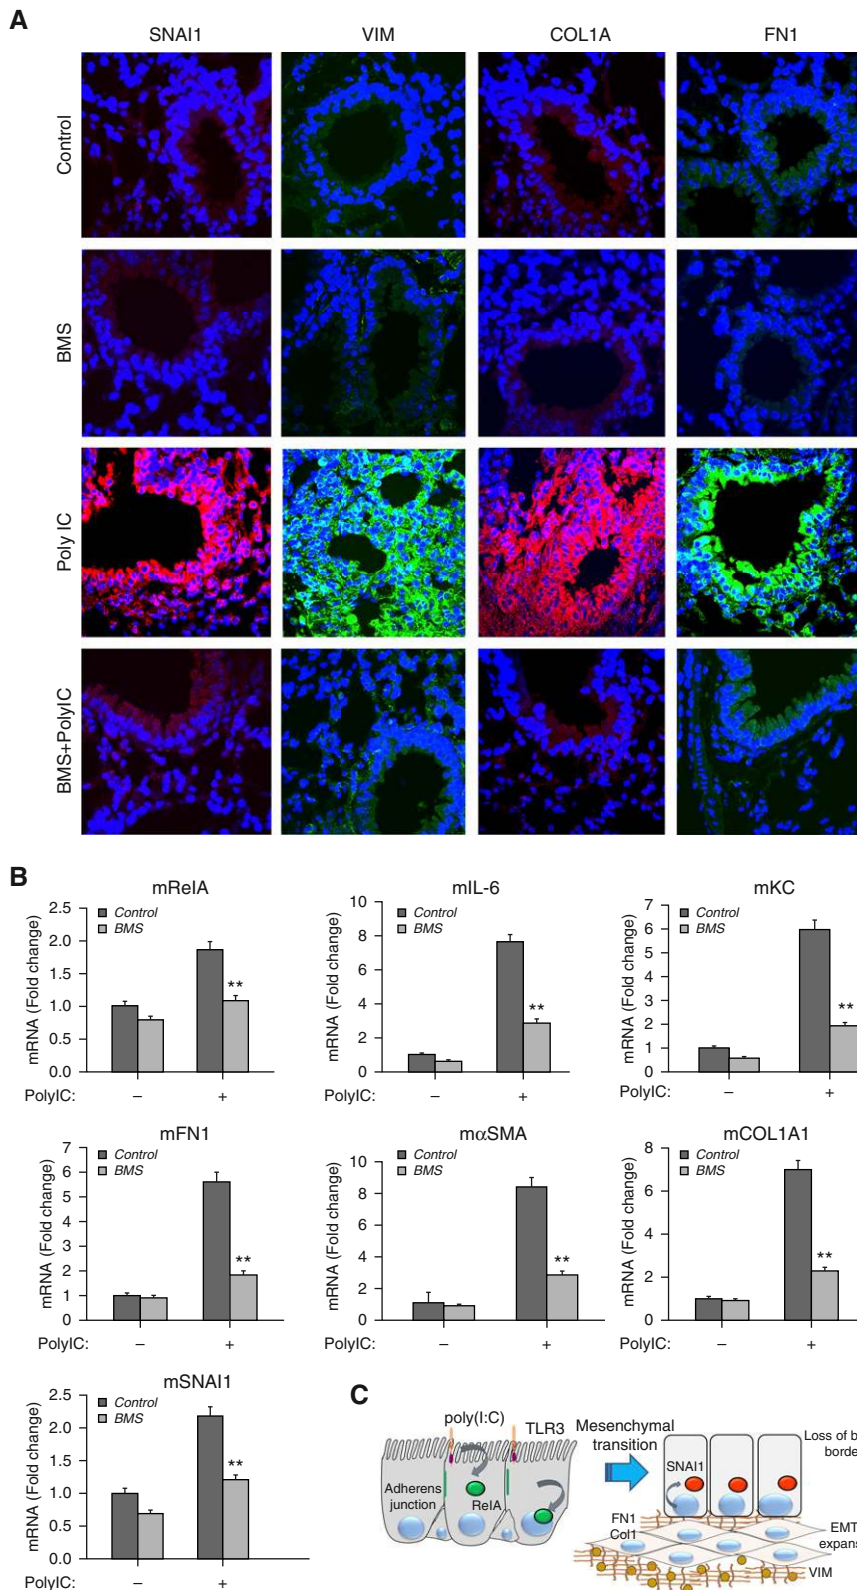 A
SNAI1 VIM COL1A FN1
Control
BMS
Poly IC
BMS+PolyIC
B
mRelA
mRNA (Fold change)
2.5
2.0
1.5
1.0
0.5
0.0
Control
BMS
**
PolyIC: – +
mIL-6
mRNA (Fold change)
10
8
6
4
2
0
Control
BMS
**
PolyIC: – +
mKC
mRNA (Fold change)
7
6
5
4
3
2
1
0
Control
BMS
**
PolyIC: – +
mFN1
mRNA (Fold change)
7
6
5
4
3
2
1
0
Control
BMS
**
PolyIC: – +
mαSMA
mRNA (Fold change)
10
8
6
4
2
0
Control
BMS
**
PolyIC: – +
mCOL1A1
mRNA (Fold change)
8
6
4
2
0
Control
BMS
**
PolyIC: – +
mSNAI1
mRNA (Fold change)
2.5
2.0
1.5
1.0
0.5
0.0
Control
BMS
**
PolyIC: – +
C
poly(I:C)
TLR3
Adherens
junction
RelA
Mesenchymal
transition
SNAI1
Loss of b
borde
FN1
Col1
EMT
expans
VIM